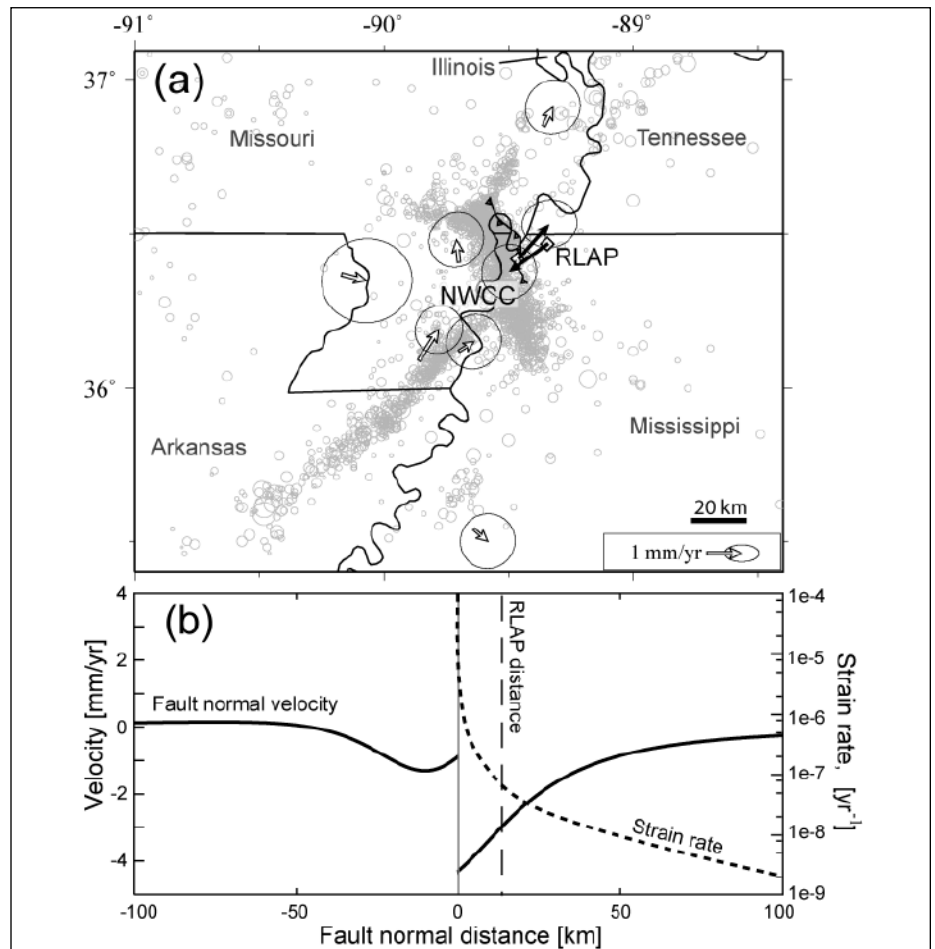 -91 -90 -89
(a)
Illinois
37°
Missouri
Tennessee
RLAP
NWCC
36°
Arkansas
Mississippi
20 km
1 mm/yr
(b)
4
2
0
-2
-4
Velocity [mm/yr]
Fault normal velocity
RLAP distance
Strain rate
1e-4
1e-5
1e-6
1e-7
1e-8
1e-9
Strain rate, [yr-1]
-100 -50 0 50 100
Fault normal distance [km]